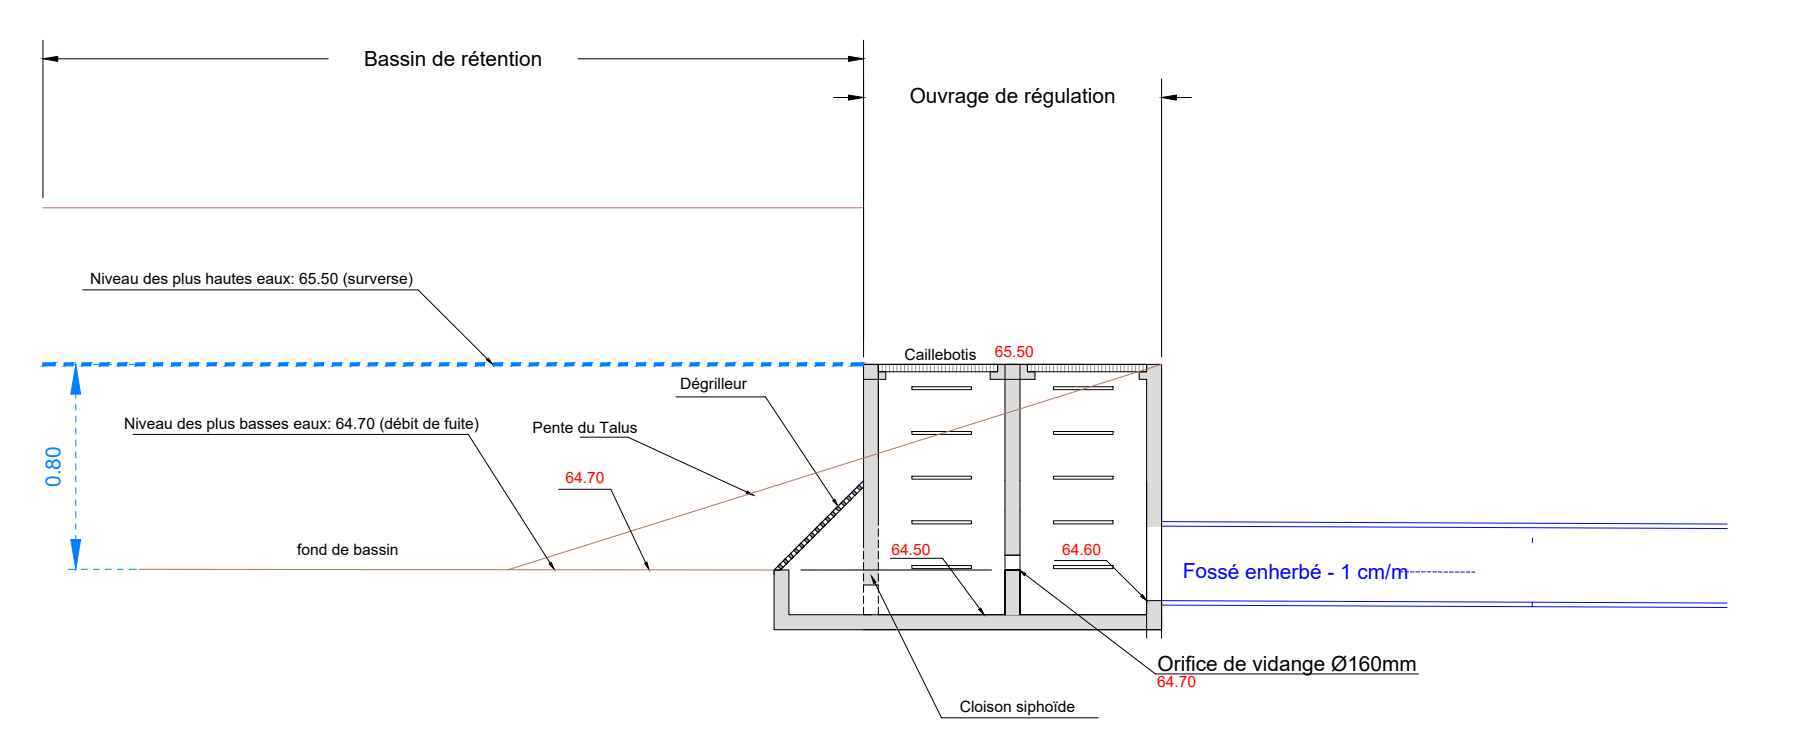 Bassin de rétention
Ouvrage de régulation
Niveau des plus hautes eaux: 65.50 (surverse)
Caillebotis
65.50
Dégrilleur
Niveau des plus basses eaux: 64.70 (débit de fuite)
Pente du Talus
0.80
64.70
fond de bassin
64.50
64.60
Fossé enherbé - 1 cm/m
Orifice de vidange Ø160mm
64.70
Cloison siphoïde